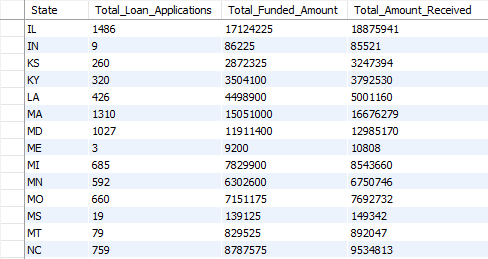 State Total_Loan_Applications Total_Funded_Amount Total_Amount_Received
IL 1486 17124225 18875941
IN 9 86225 85521
KS 260 2872325 3247394
KY 320 3504100 3792530
LA 426 4498900 5001160
MA 1310 15051000 16676279
MD 1027 11911400 12985170
ME 3 9200 10808
MI 685 7829900 8543660
MN 592 6302600 6750746
MO 660 7151175 7692732
MS 19 139125 149342
MT 79 829525 892047
NC 759 8787575 9534813